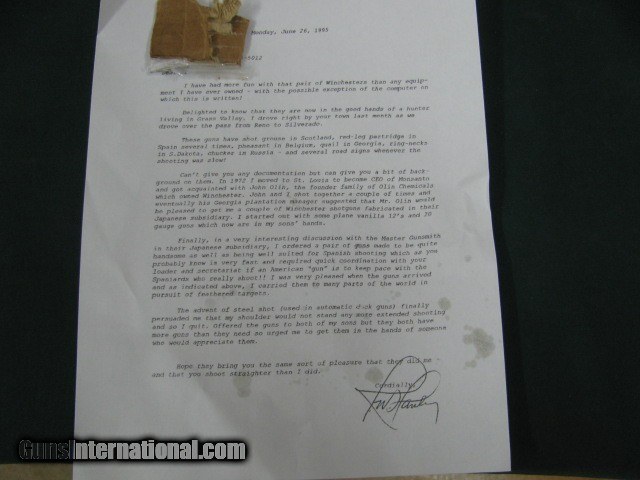 Monday, June 26, 1995
I have had more fun with that pair of Winchesters than any equip-
ment I have ever owned - with the possible exception of the computer on
which this is written!
Delighted to know that they are now in the good hands of a hunter
living in Grass Valley. I drove right by your town last month as we
drove over the pass from Reno to Silverado.
These guns have shot grouse in Scotland, red-leg partridge in
Spain several times, pheasant in Belgium, quail in Georgia, ring-necks
in S.Dakota, chukar in Russia - and several road signs whenever the
shooting was slow!
Can't give you any documentation but can give you a bit of back-
ground on them. In 1972 I moved to St. Louis to become CEO of Monsanto
and got acquainted with John Olin, the founder family of Olin Chemicals
which owned Winchester. John and I shot together a couple of times and
eventually his Georgia plantation manager suggested that Mr. Olin would
be pleased to get me a couple of Winchester shotguns fabricated in their
Japanese subsidiary. I started out with some plane vanilla 12's and 20
gauge guns which now are in my sons' hands.
Finally, in a very interesting discussion with the Master Gunsmith
in their Japanese subsidiary, I ordered a pair of guns made to be quite
handsome as well as being well suited for Spanish shooting which as you
probably know is very fast and required quick coordination with your
loader and secretarios if an American "gun" is to keep pace with the
Spaniards who really shoot!! I was very pleased when the guns arrived
and as indicated above, I carried them to many parts of the world in
pursuit of feathered targets.
The advent of steel shot (used in automatic duck guns) finally
persuaded me that my shoulder would not stand any more extended shooting
and so I quit. Offered the guns to both of my sons but they both have
more guns than they need so urged me to get them in the hands of someone
who would appreciate them.
Hope they bring you the same sort of pleasure that they did me
and that you shoot straighter than I did.
Cordially,
GunsInternational.com